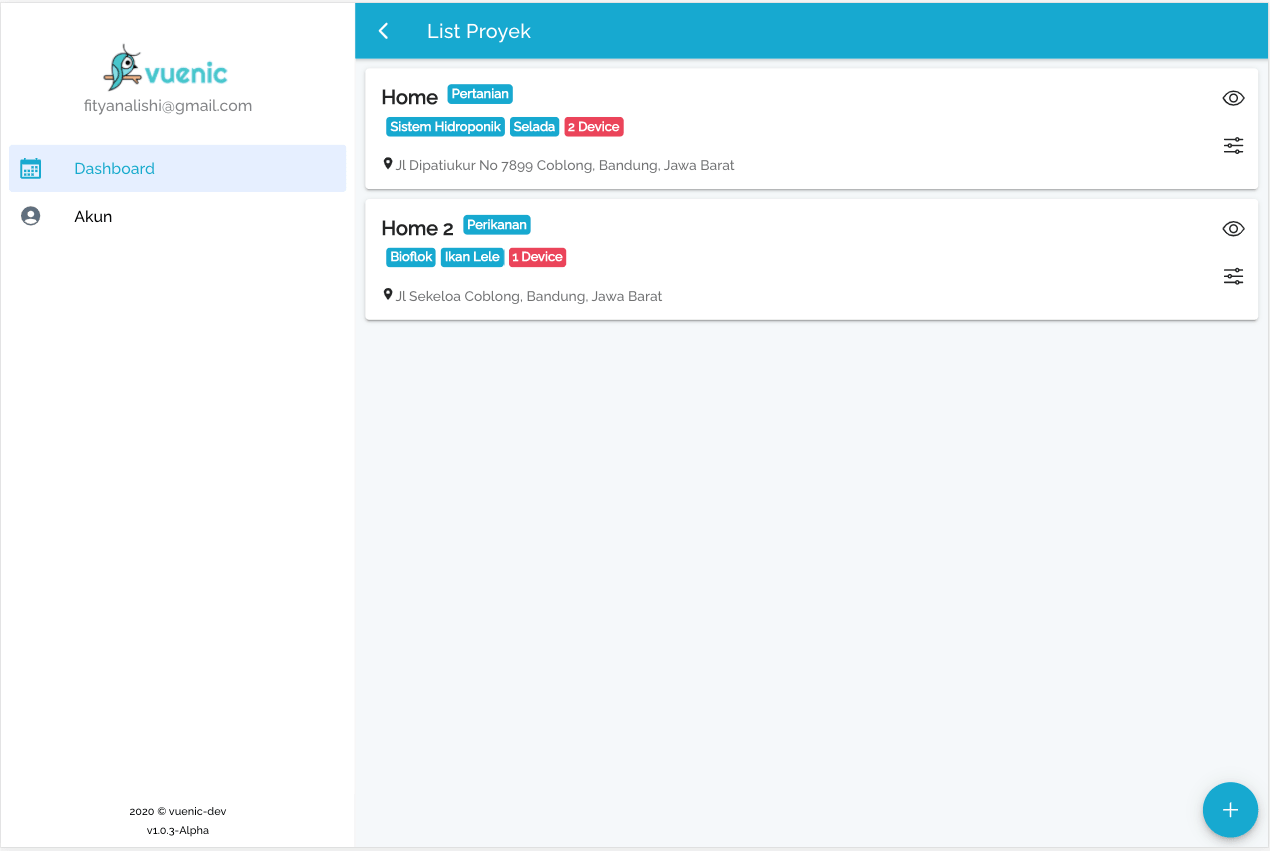 vuenic
fityanalishi@gmail.com
Dashboard
Akun
2020 © vuenic-dev
v1.0.3-Alpha
List Proyek
Home Pertanian
Sistem Hidroponik Selada 2 Device
Jl Dipatiukur No 7899 Coblong, Bandung, Jawa Barat
Home 2 Perikanan
Bioflok Ikan Lele 1 Device
Jl Sekeloa Coblong, Bandung, Jawa Barat